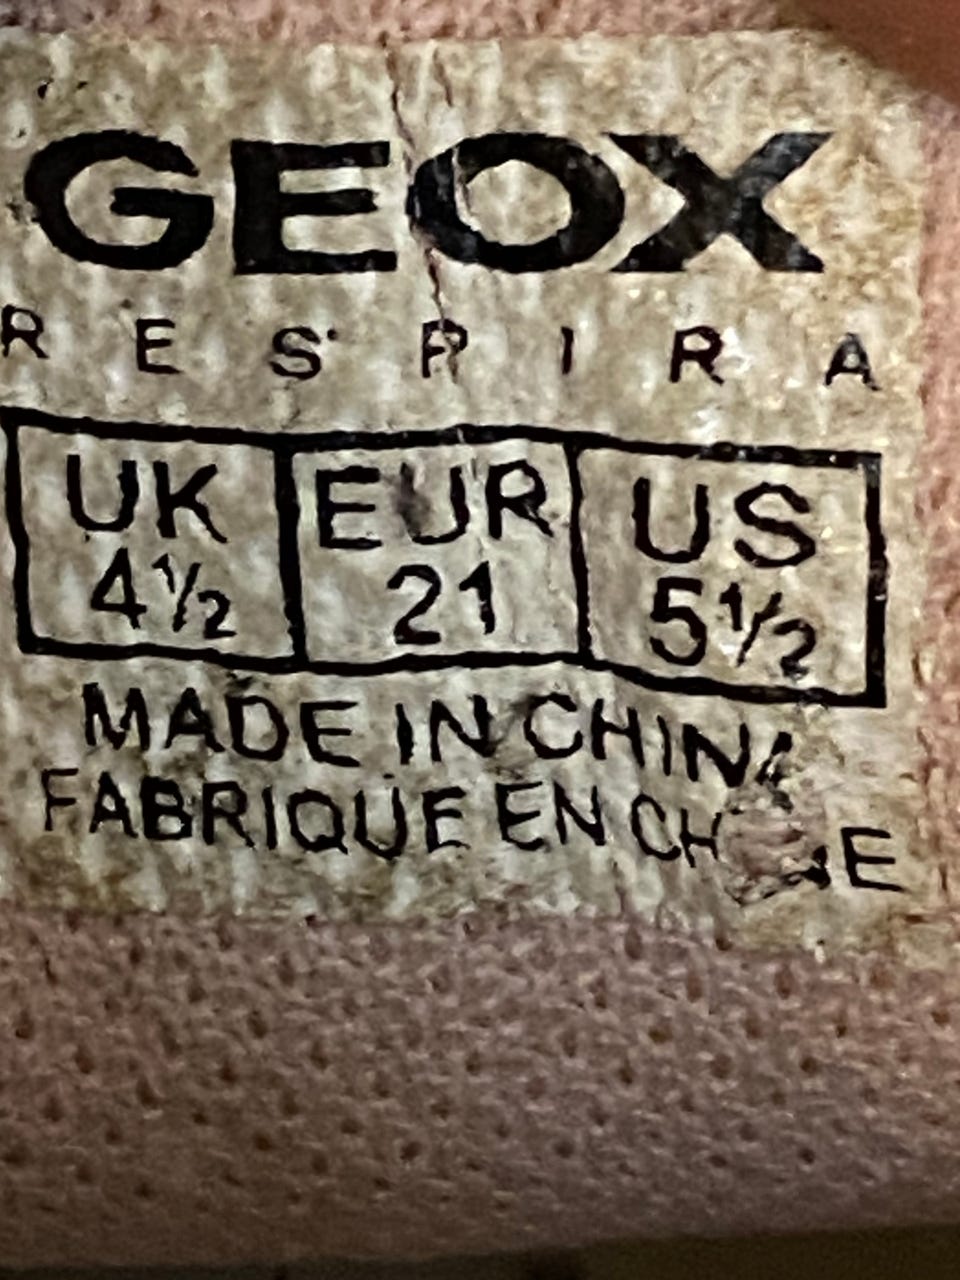 GEOX
RESPIRA
UK EUR US
4½ 21 5½
MADE IN CHINA
FABRIQUE EN